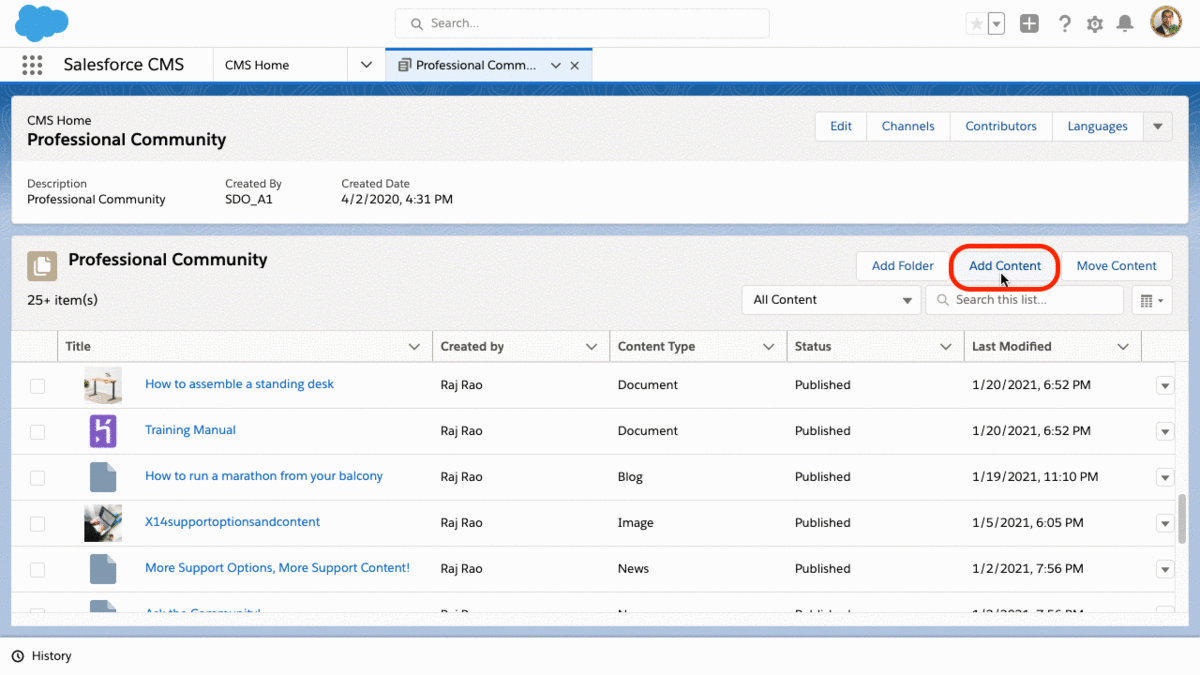 Search...
Salesforce CMS
CMS Home
Professional Comm...
CMS Home
Professional Community
Edit
Channels
Contributors
Languages
Description
Created By
Created Date
Professional Community
SDO_A1
4/2/2020, 4:31 PM
Professional Community
Add Folder
Add Content
Move Content
25+ item(s)
All Content
Search this list...
Title
Created by
Content Type
Status
Last Modified
How to assemble a standing desk
Raj Rao
Document
Published
1/20/2021, 6:52 PM
Training Manual
Raj Rao
Document
Published
1/20/2021, 6:52 PM
How to run a marathon from your balcony
Raj Rao
Blog
Published
1/19/2021, 11:10 PM
X14supportoptionsandcontent
Raj Rao
Image
Published
1/5/2021, 6:05 PM
More Support Options, More Support Content!
Raj Rao
News
Published
1/2/2021, 7:56 PM
Ask the Community!
Raj Rao
Published
History